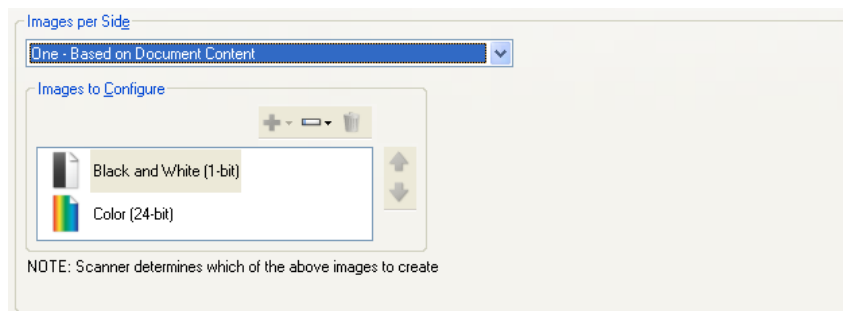 Images per Side
One - Based on Document Content
Images to Configure
Black and White (1-bit)
Color (24-bit)
NOTE: Scanner determines which of the above images to create